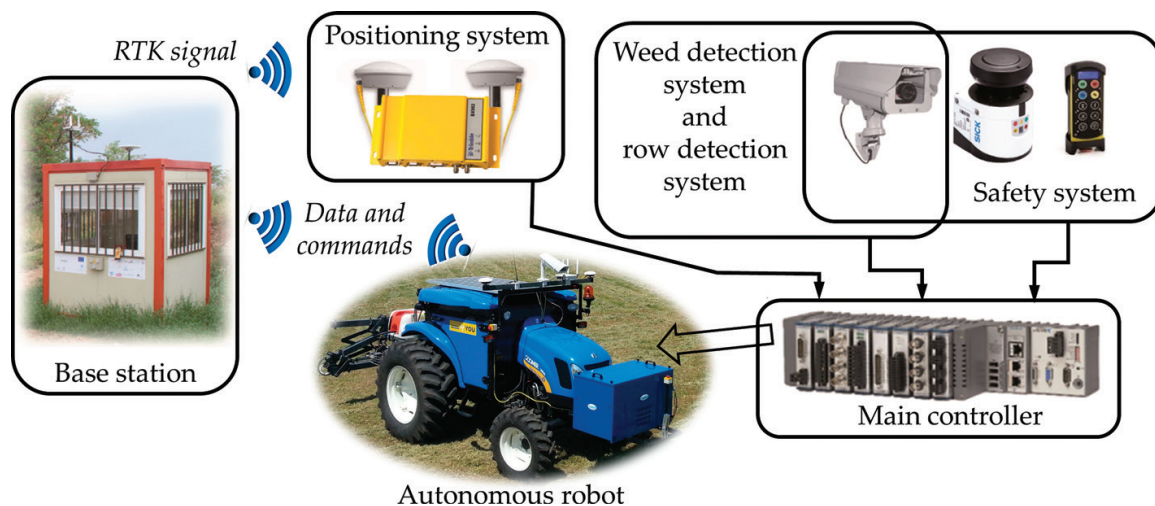 RTK signal
Positioning system
Weed detection
system
and
row detection
system
SICK
Safety system
Data and
commands
Base station
Main controller
Autonomous robot